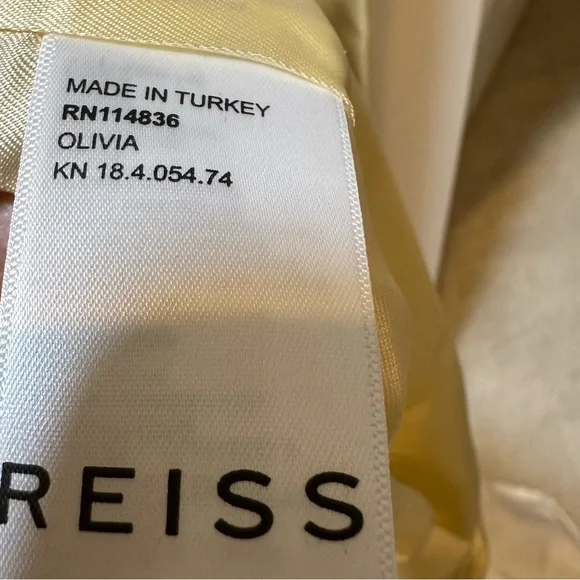 MADE IN TURKEY
RN114836
OLIVIA
KN 18.4.054.74
REISS